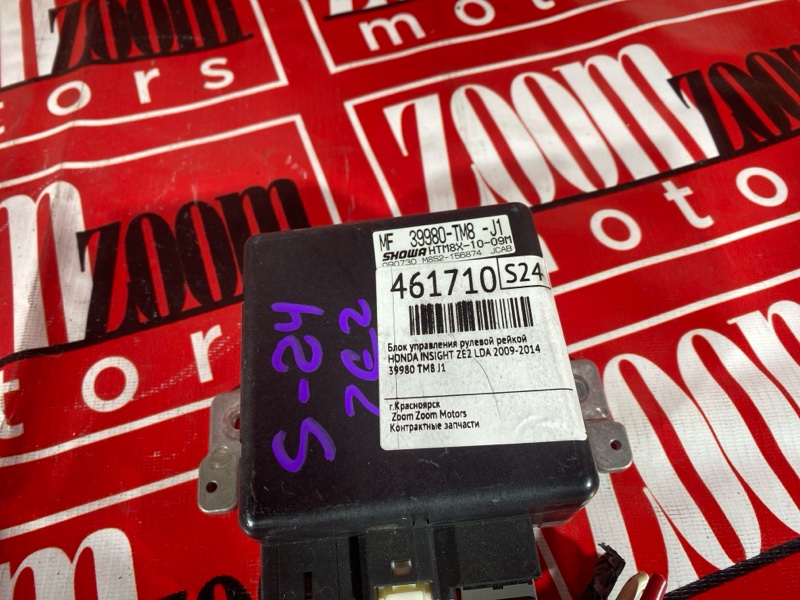 ZOOM
motors
ZOOM
motors
ZOOM
ZOOM
motors
MF 39980-TM8 -J1
SHOWA HTM8X-10-09M
090730 M8S2-156874 JCAB
461710 S24
Блок управления рулевой рейкой
HONDA INSIGHT ZE2 LDA 2009-2014
39980 TM8 J1
г.Красноярск
Zoom Zoom Motors
Контрактные запчасти
S-24
ZE2